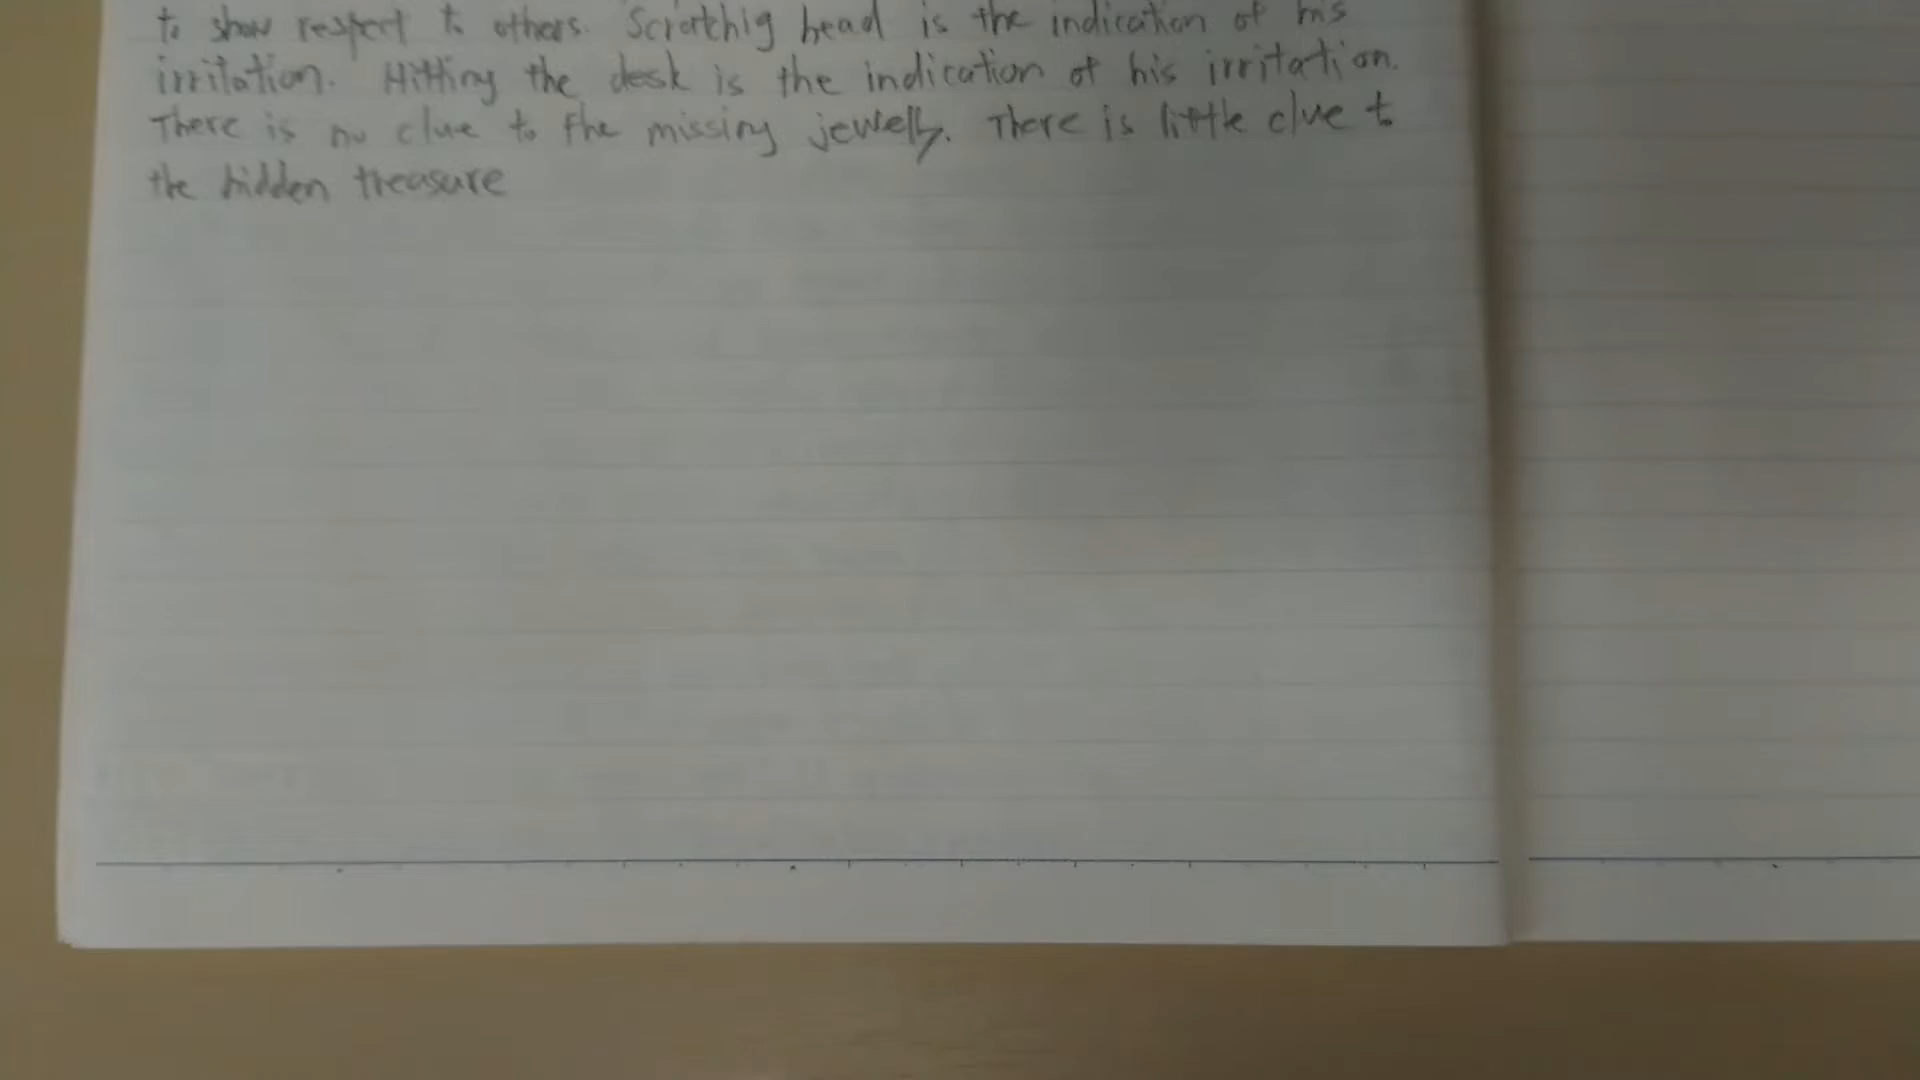 to show respect to others. Scratchig head is the indication of his
irritation. Hitting the desk is the indication of his irritation.
There is no clue to the missing jewelly. There is little clue to
the hidden treasure